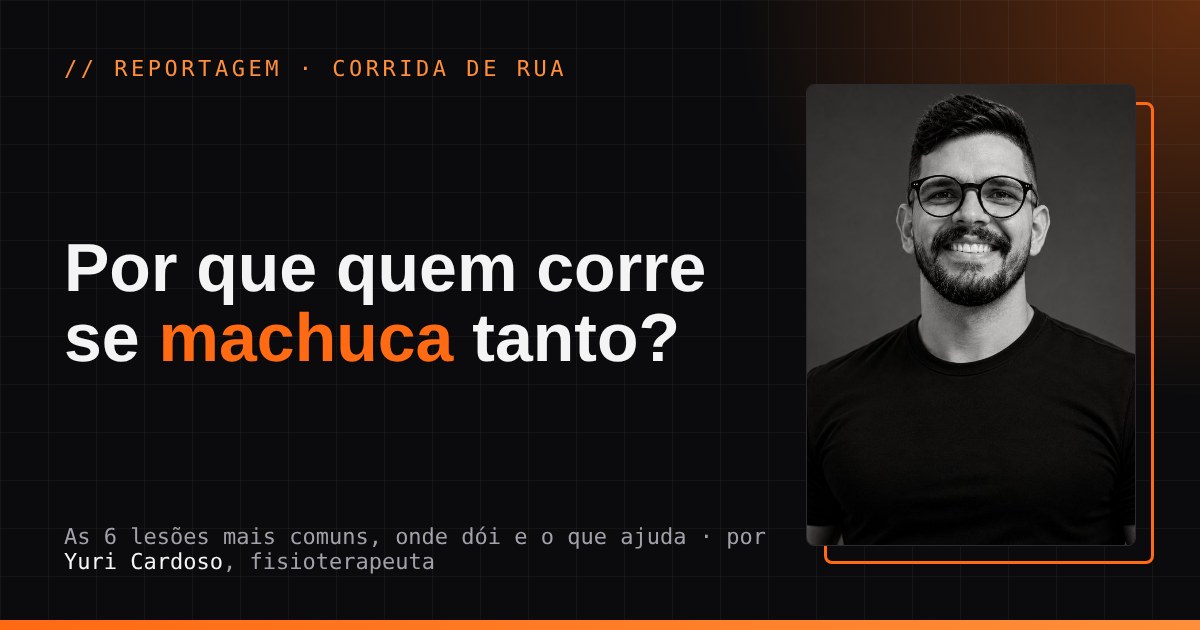 // REPORTAGEM · CORRIDA DE RUA
Por que quem corre
se machuca tanto?
As 6 lesões mais comuns, onde dói e o que ajuda · por
Yuri Cardoso, fisioterapeuta